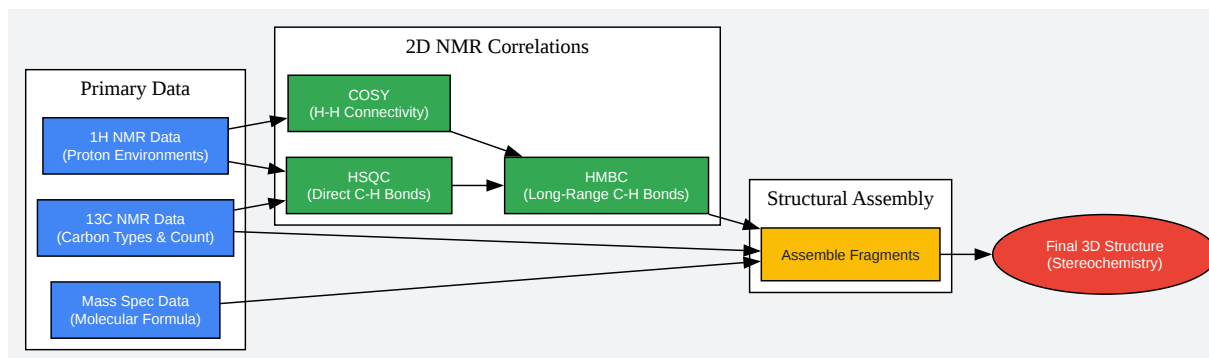 Primary Data
1H NMR Data
(Proton Environments)
13C NMR Data
(Carbon Types & Count)
Mass Spec Data
(Molecular Formula)
2D NMR Correlations
COSY
(H-H Connectivity)
HSQC
(Direct C-H Bonds)
HMBC
(Long-Range C-H Bonds)
Structural Assembly
Assemble Fragments
Final 3D Structure
(Stereochemistry)